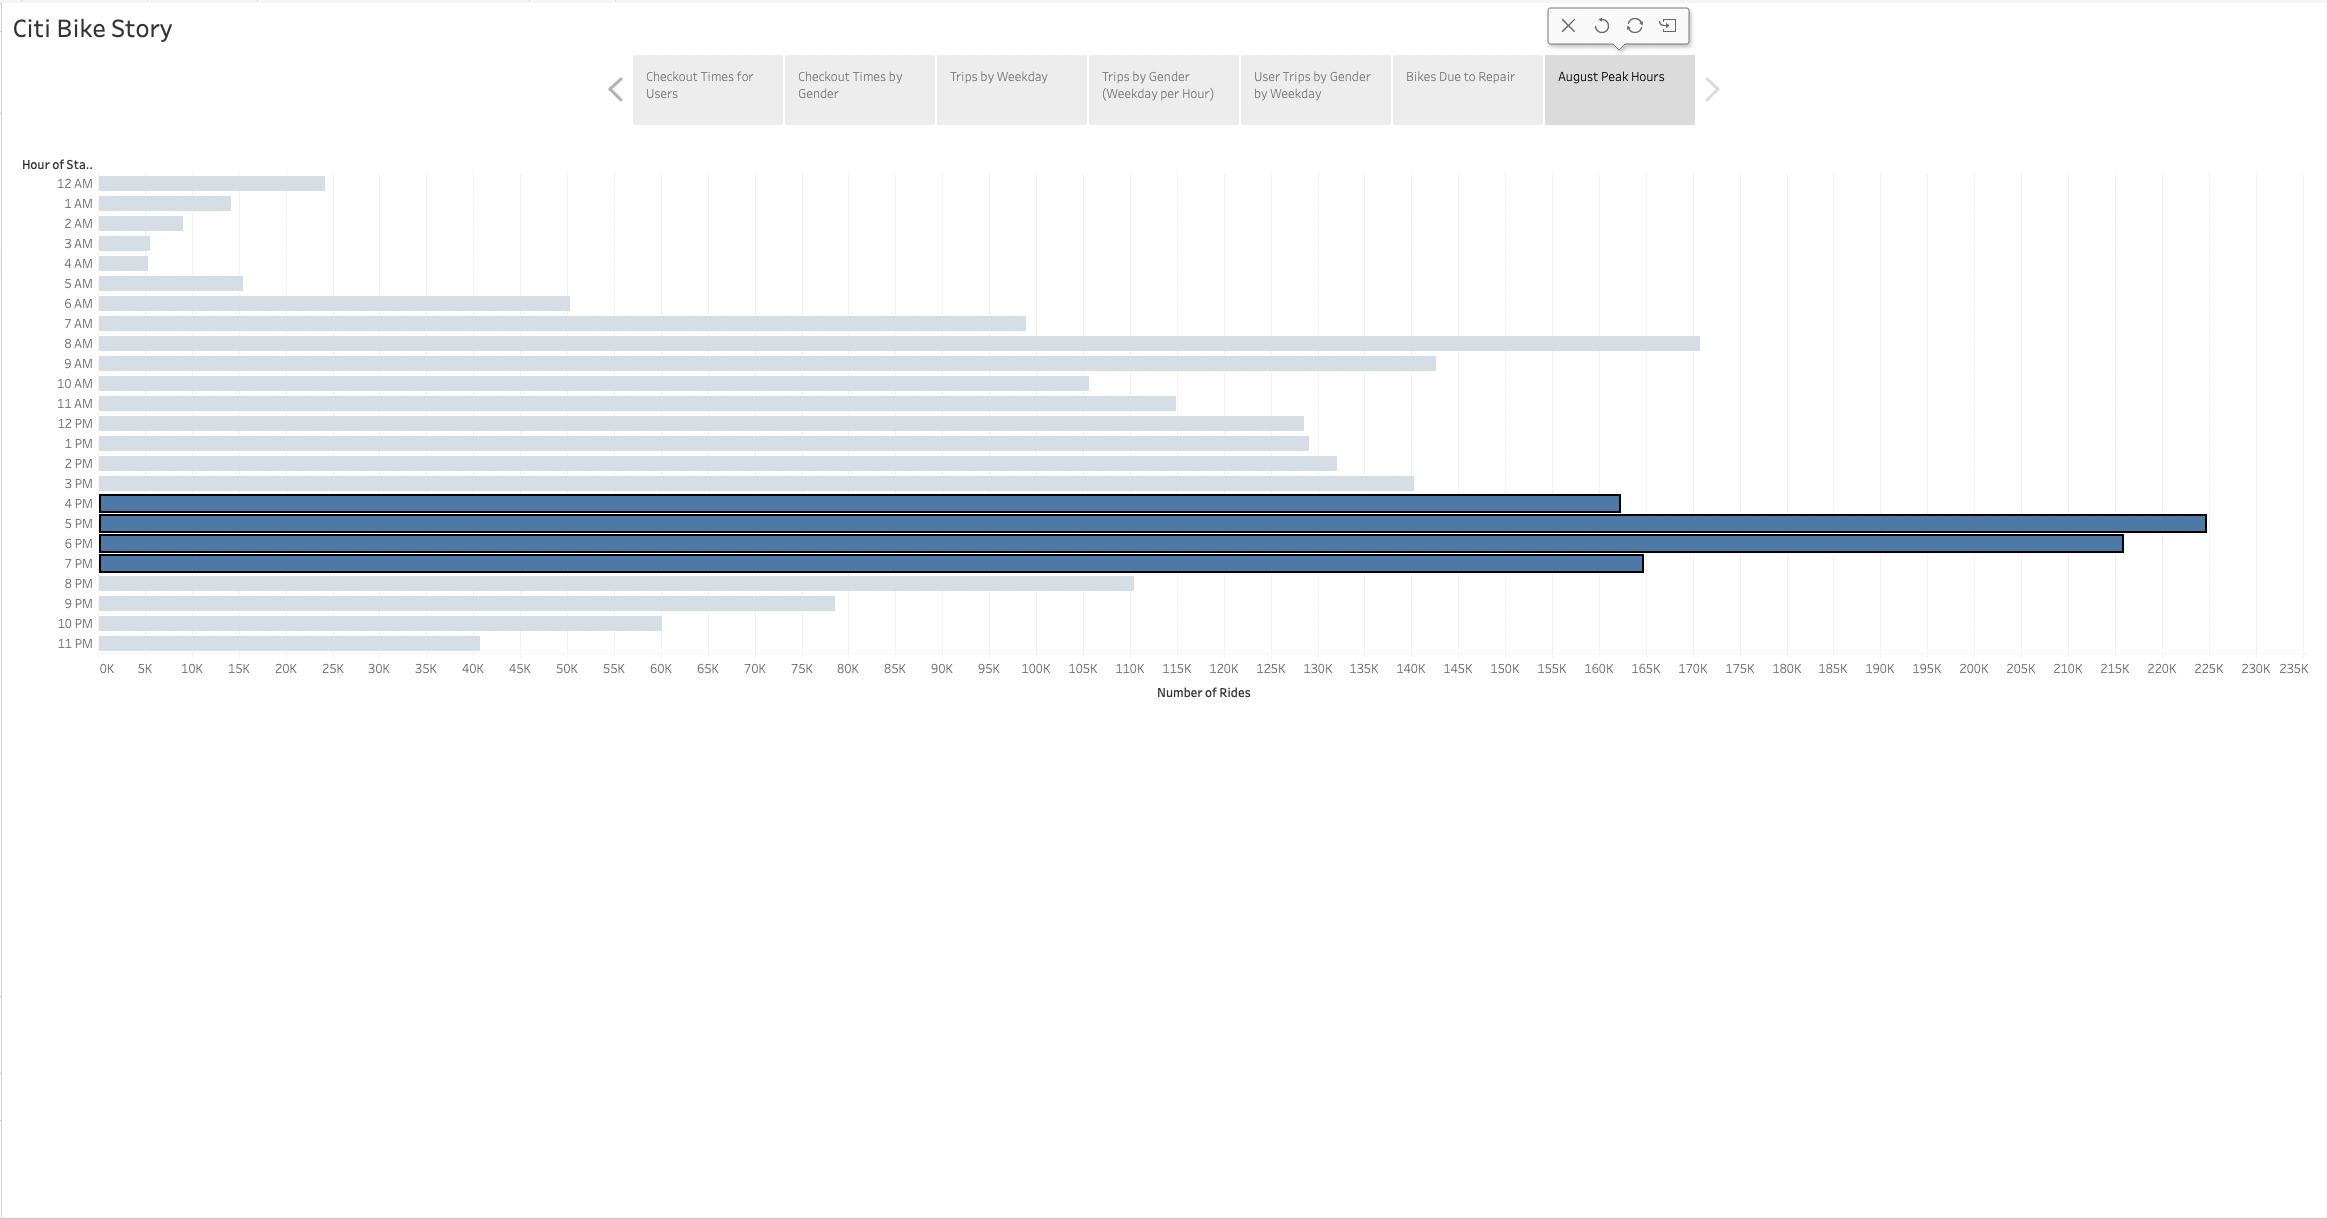 Citi Bike Story
Checkout Times for
Users
Checkout Times by
Gender
Trips by Weekday
Trips by Gender
(Weekday per Hour)
User Trips by Gender
by Weekday
Bikes Due to Repair
August Peak Hours
Hour of Sta..
12 AM
1 AM
2 AM
3 AM
4 AM
5 AM
6 AM
7 AM
8 AM
9 AM
10 AM
11 AM
12 PM
1 PM
2 PM
3 PM
4 PM
5 PM
6 PM
7 PM
8 PM
9 PM
10 PM
11 PM
0K 5K 10K 15K 20K 25K 30K 35K 40K 45K 50K 55K 60K 65K 70K 75K 80K 85K 90K 95K 100K 105K 110K 115K 120K 125K 130K 135K 140K 145K 150K 155K 160K 165K 170K 175K 180K 185K 190K 195K 200K 205K 210K 215K 220K 225K 230K 235K
Number of Rides